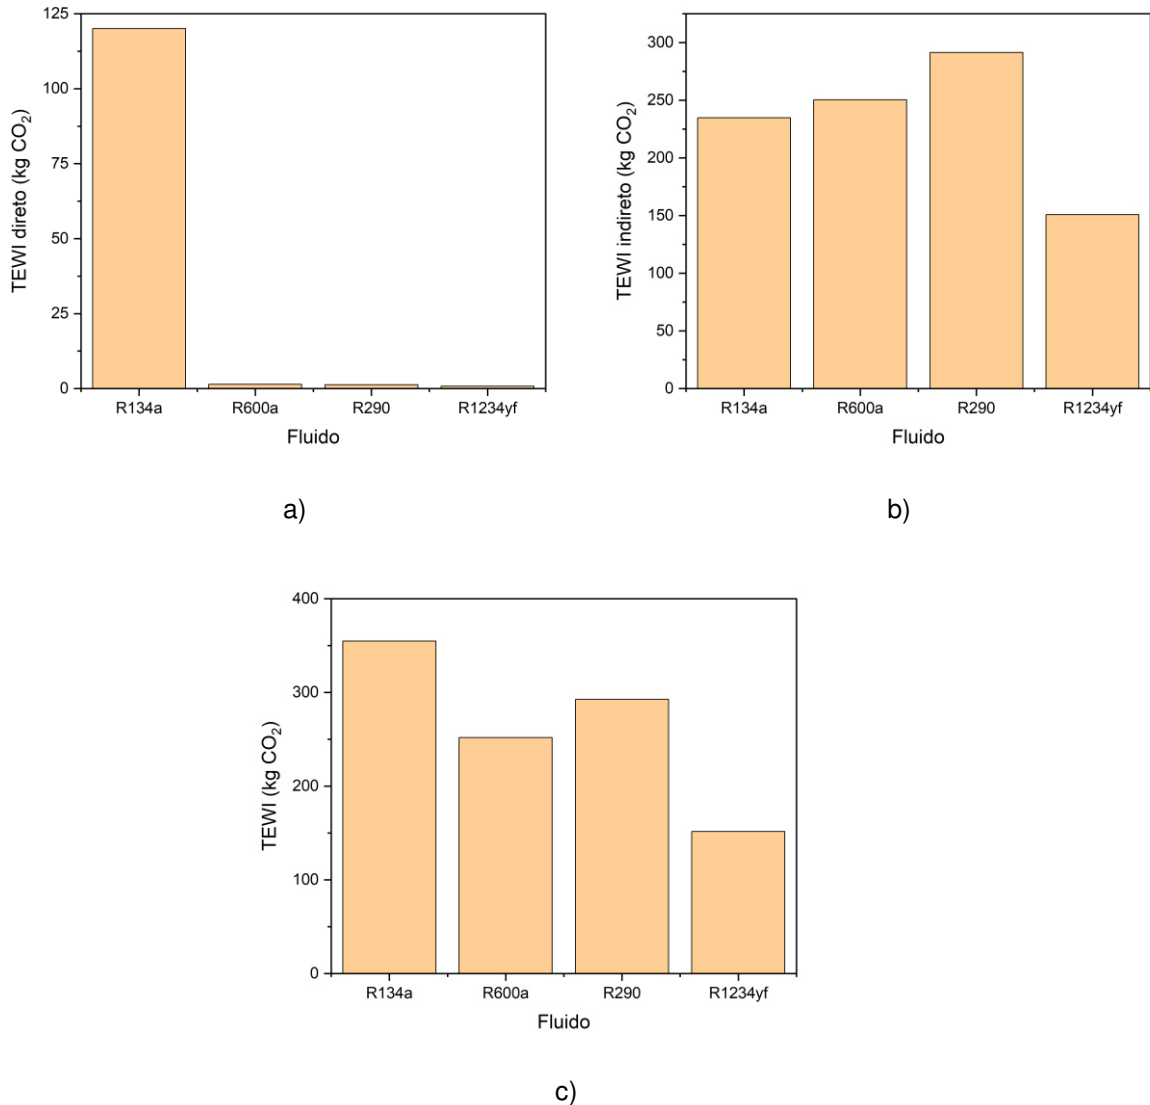 125
100
75
50
25
0
TEWI direto (kg CO₂)
R134a R600a R290 R1234yf
Fluido
a)
300
250
200
150
100
50
0
TEWI indireto (kg CO₂)
R134a R600a R290 R1234yf
Fluido
b)
400
300
200
100
0
TEWI (kg CO₂)
R134a R600a R290 R1234yf
Fluido
c)